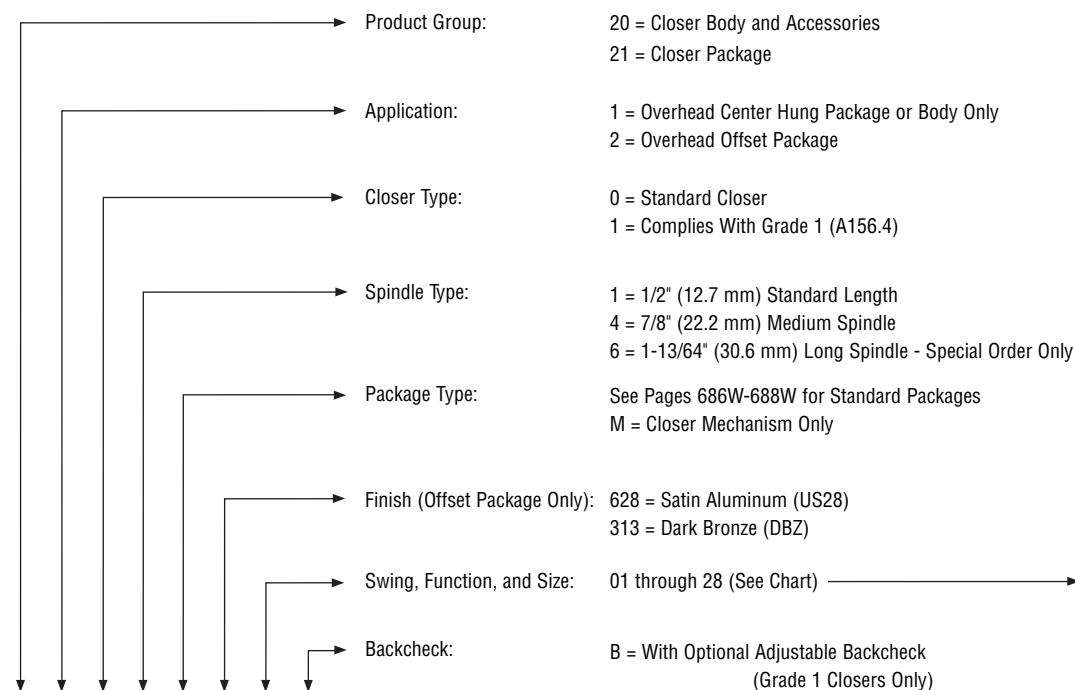 Product Group: 20 = Closer Body and Accessories
21 = Closer Package
Application: 1 = Overhead Center Hung Package or Body Only
2 = Overhead Offset Package
Closer Type: 0 = Standard Closer
1 = Complies With Grade 1 (A156.4)
Spindle Type: 1 = 1/2" (12.7 mm) Standard Length
4 = 7/8" (22.2 mm) Medium Spindle
6 = 1-13/64" (30.6 mm) Long Spindle - Special Order Only
Package Type: See Pages 686W-688W for Standard Packages
M = Closer Mechanism Only
Finish (Offset Package Only): 628 = Satin Aluminum (US28)
313 = Dark Bronze (DBZ)
Swing, Function, and Size: 01 through 28 (See Chart)
Backcheck: B = With Optional Adjustable Backcheck
(Grade 1 Closers Only)